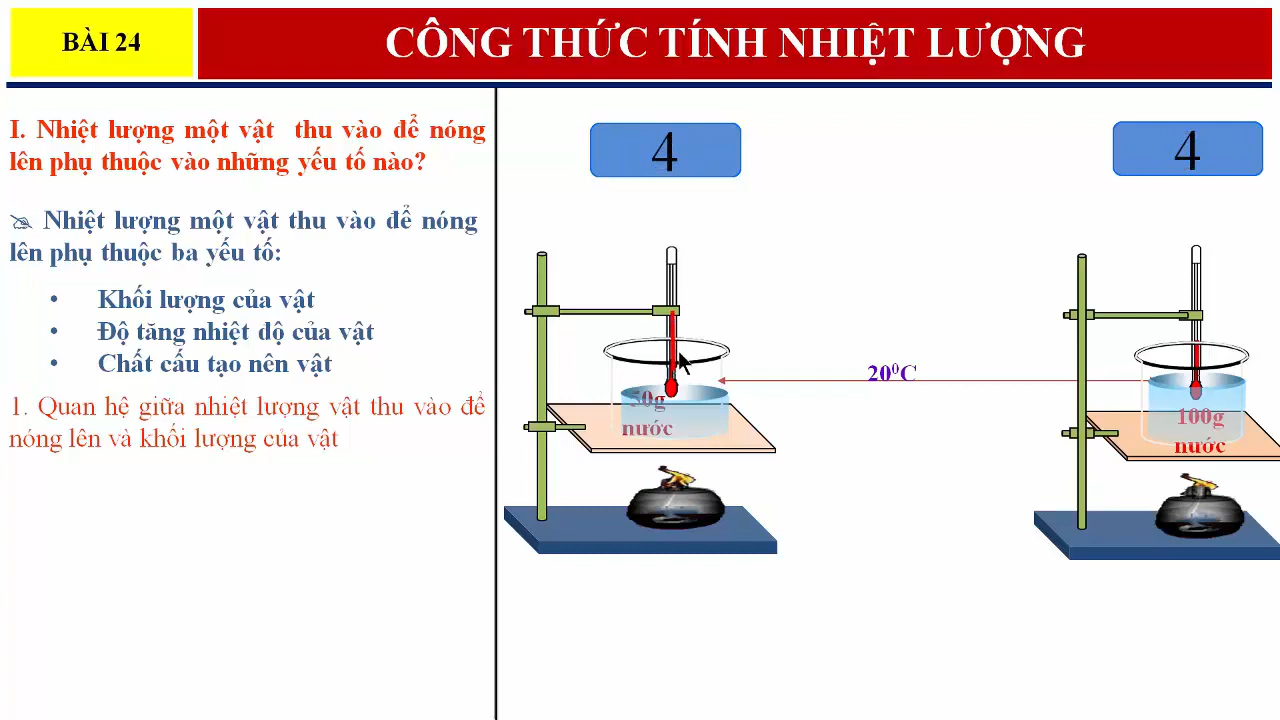 BÀI 24
CÔNG THỨC TÍNH NHIỆT LƯỢNG
I. Nhiệt lượng một vật thu vào để nóng
lên phụ thuộc vào những yếu tố nào?
Nhiệt lượng một vật thu vào để nóng
lên phụ thuộc ba yếu tố:
• Khối lượng của vật
• Độ tăng nhiệt độ của vật
• Chất cấu tạo nên vật
1. Quan hệ giữa nhiệt lượng vật thu vào để
nóng lên và khối lượng của vật
4
4
20⁰C
50g
nước
100g
nước